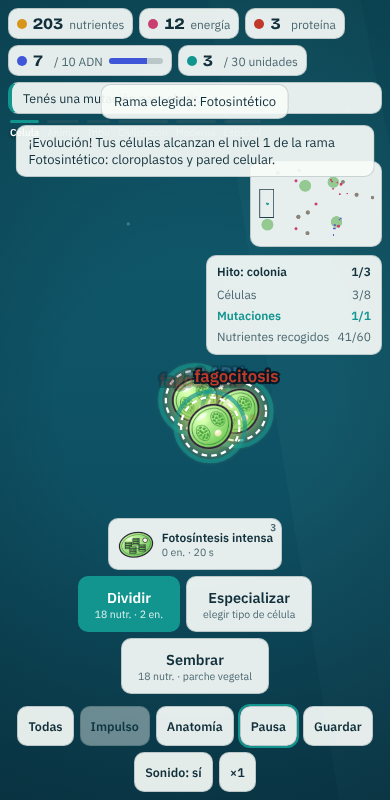 203 nutrientes
12 energía
3 proteína
7 / 10 ADN
3 / 30 unidades
Tenés una mu
Rama elegida: Fotosintético
Célula
¡Evolución! Tus células alcanzan el nivel 1 de la rama
Fotosintético: cloroplastos y pared celular.
Hito: colonia 1/3
Células 3/8
Mutaciones 1/1
Nutrientes recogidos 41/60
fagocitosis
3
Fotosíntesis intensa
0 en. · 20 s
Dividir
18 nutr. · 2 en.
Especializar
elegir tipo de célula
Sembrar
18 nutr. · parche vegetal
Todas
Impulso
Anatomía
Pausa
Guardar
Sonido: sí
×1